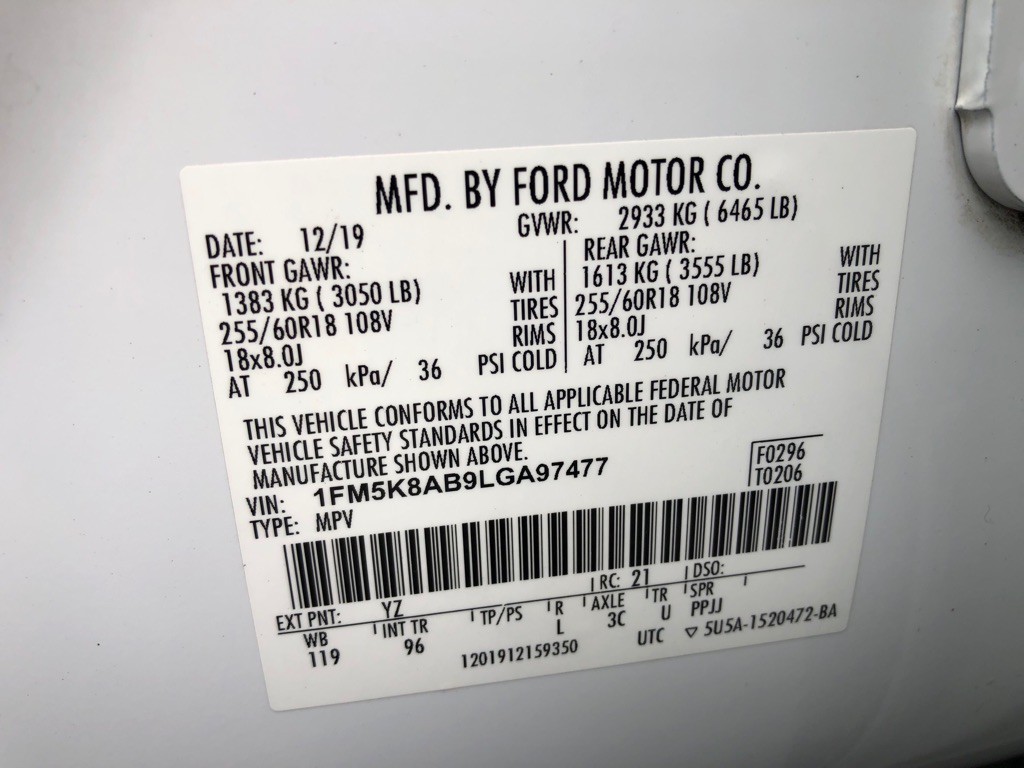 MFD. BY FORD MOTOR CO.
DATE: 12/19 GVWR: 2933 KG ( 6465 LB)
FRONT GAWR: REAR GAWR:
1383 KG ( 3050 LB) WITH 1613 KG ( 3555 LB) WITH
255/60R18 108V TIRES 255/60R18 108V TIRES
18x8.0J RIMS 18x8.0J RIMS
AT 250 kPa/ 36 PSI COLD AT 250 kPa/ 36 PSI COLD
THIS VEHICLE CONFORMS TO ALL APPLICABLE FEDERAL MOTOR
VEHICLE SAFETY STANDARDS IN EFFECT ON THE DATE OF
MANUFACTURE SHOWN ABOVE.
VIN: 1FM5K8AB9LGA97477
TYPE: MPV
F0296
T0206
EXT PNT: YZ RC: 21 DSO:
WB INT TR TP/PS R AXLE TR SPR
119 96 L 3C U PPJJ
1201912159350 UTC ▽ 5U5A-1520472-BA